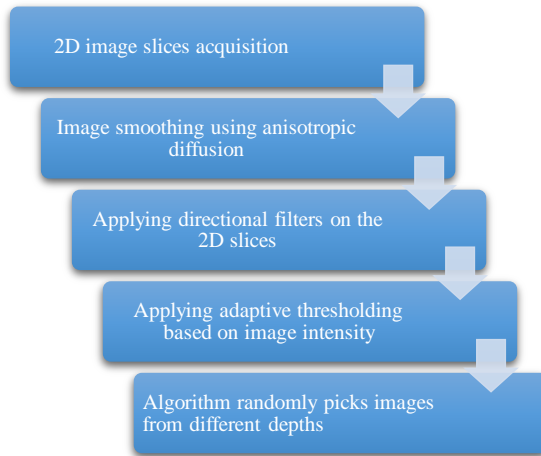 2D image slices acquisition
Image smoothing using anisotropic
diffusion
Applying directional filters on the
2D slices
Applying adaptive thresholding
based on image intensity
Algorithm randomly picks images
from different depths